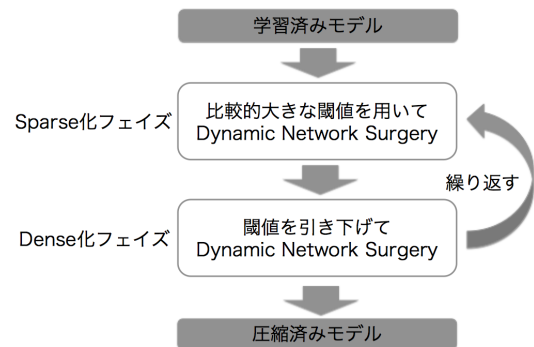 学習済みモデル
Sparse化フェイズ
比較的大きな閾値を用いて
Dynamic Network Surgery
繰り返す
Dense化フェイズ
閾値を引き下げて
Dynamic Network Surgery
圧縮済みモデル